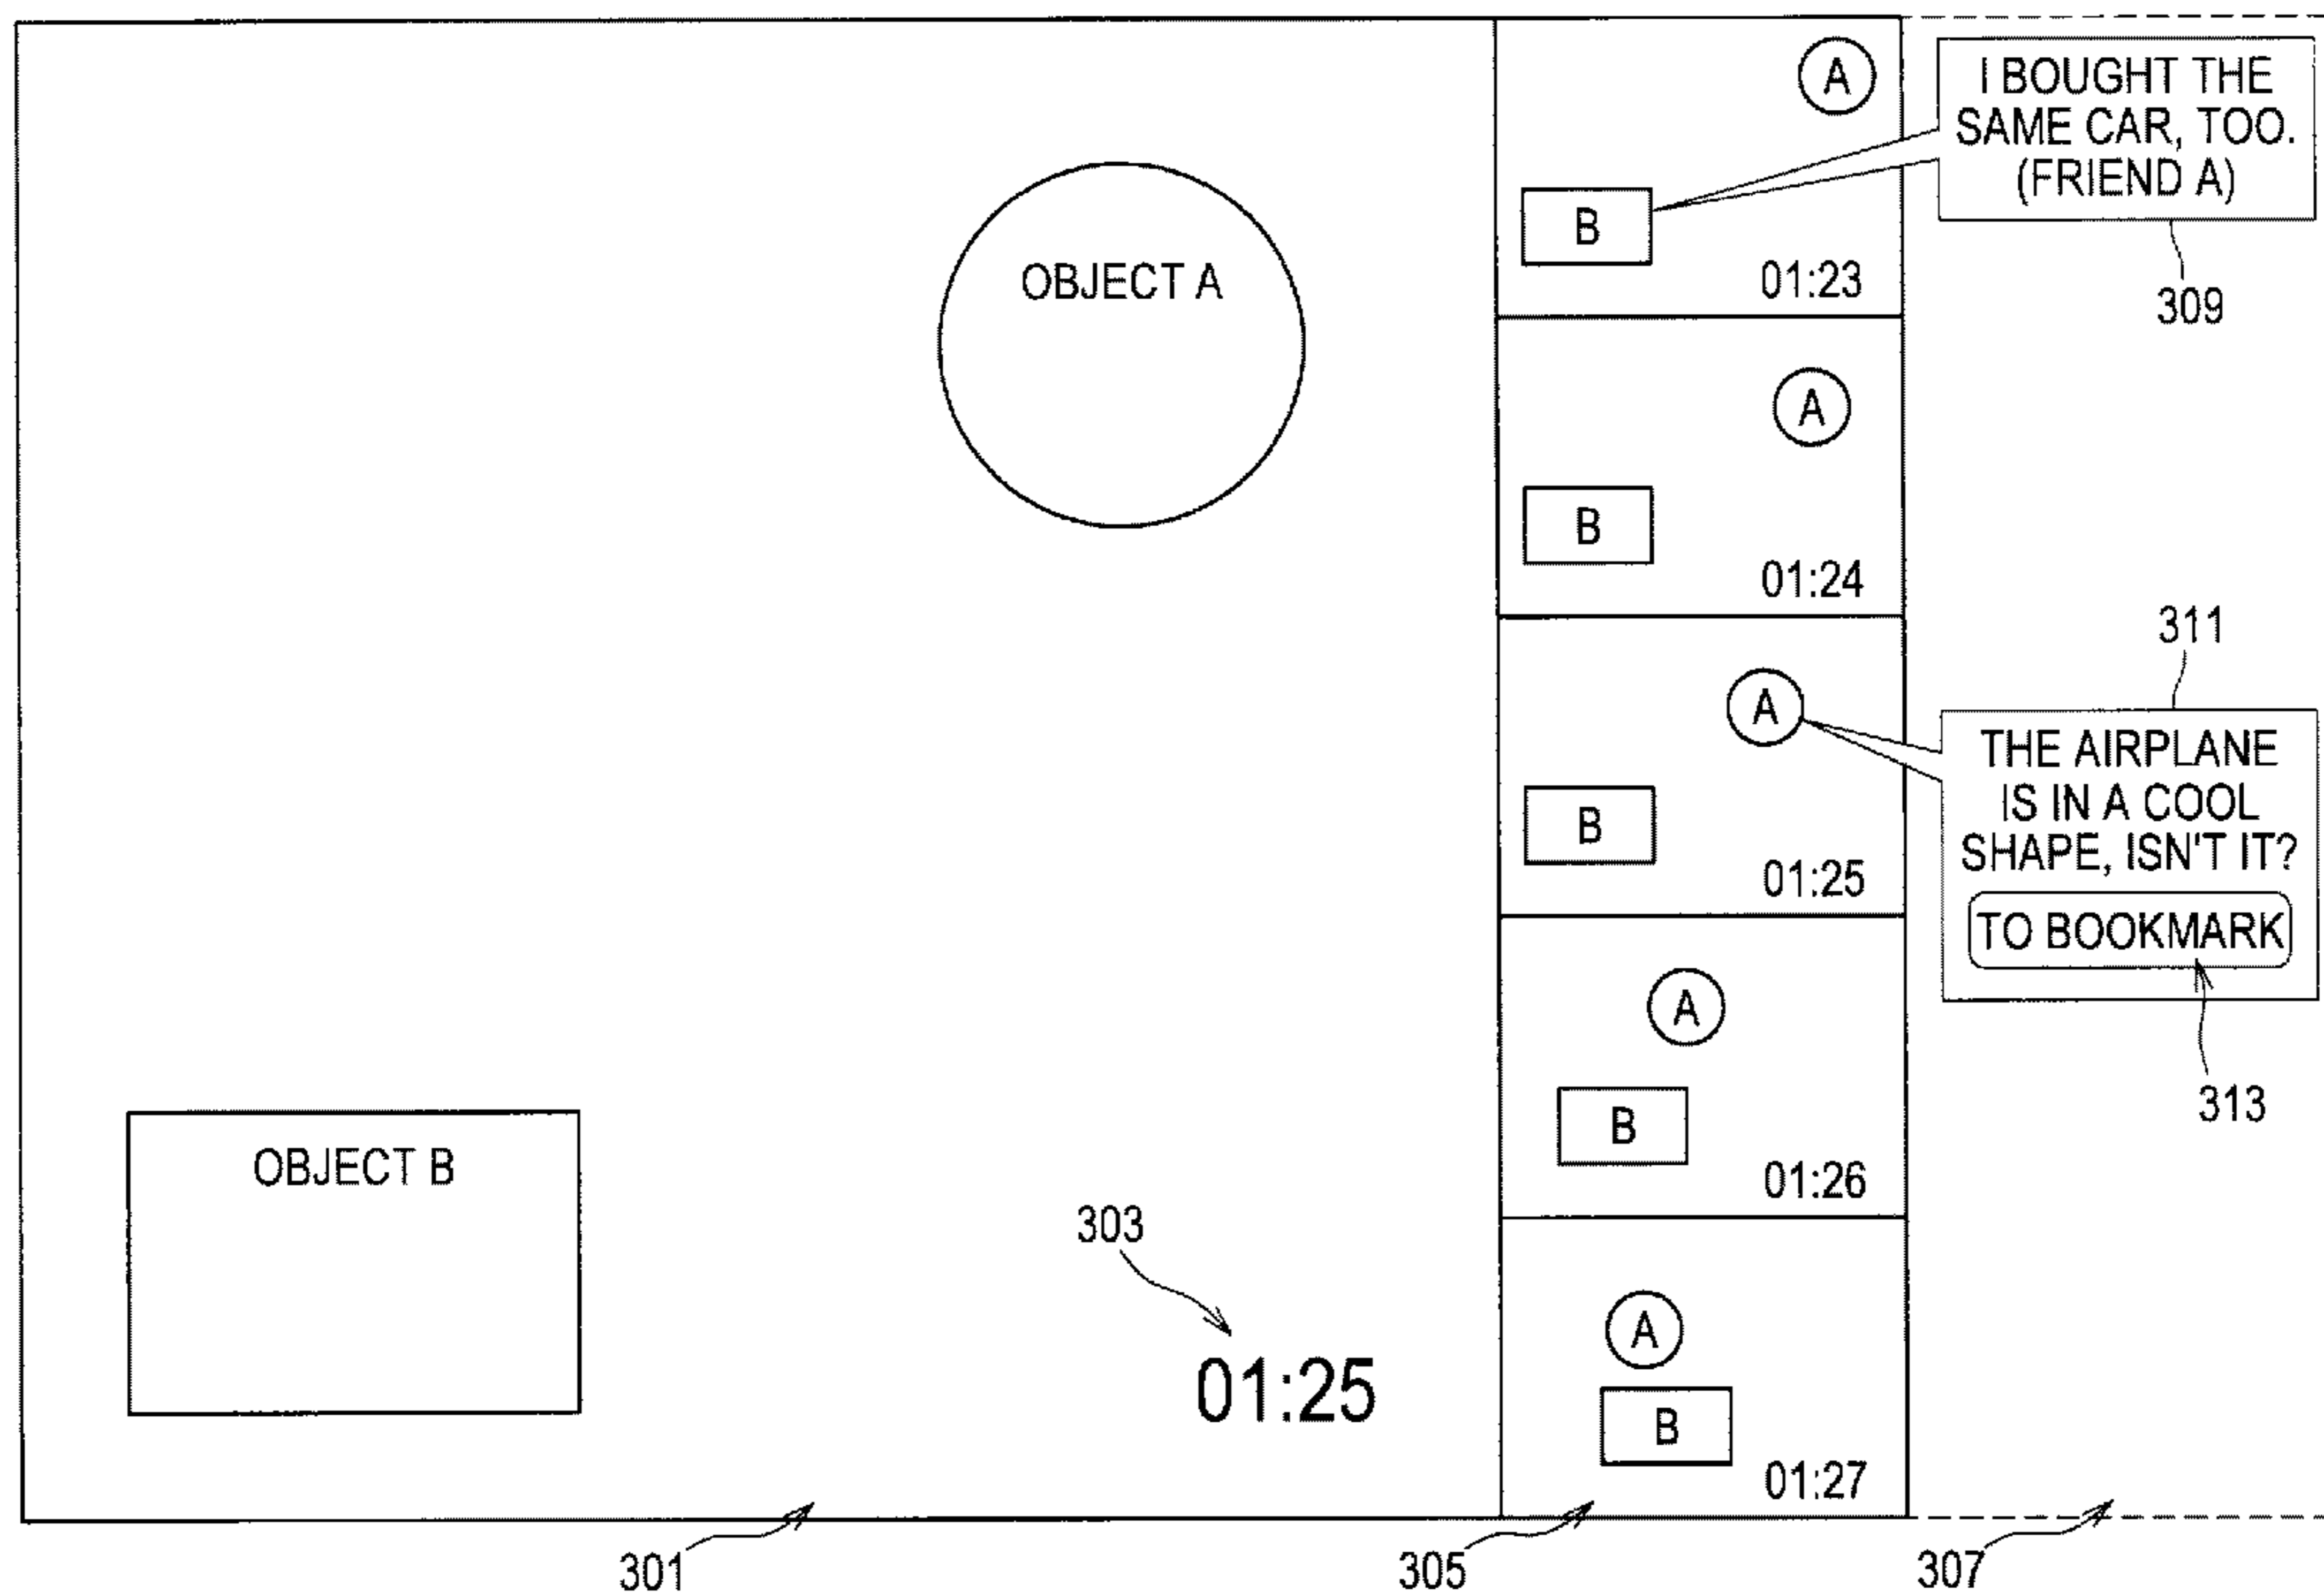 OBJECT A
OBJECT B
303
01:25
301
A
B
01:23
A
B
01:24
A
B
01:25
A
B
01:26
A
B
01:27
305
I BOUGHT THE
SAME CAR, TOO.
(FRIEND A)
309
311
THE AIRPLANE
IS IN A COOL
SHAPE, ISN'T IT?
TO BOOKMARK
313
307